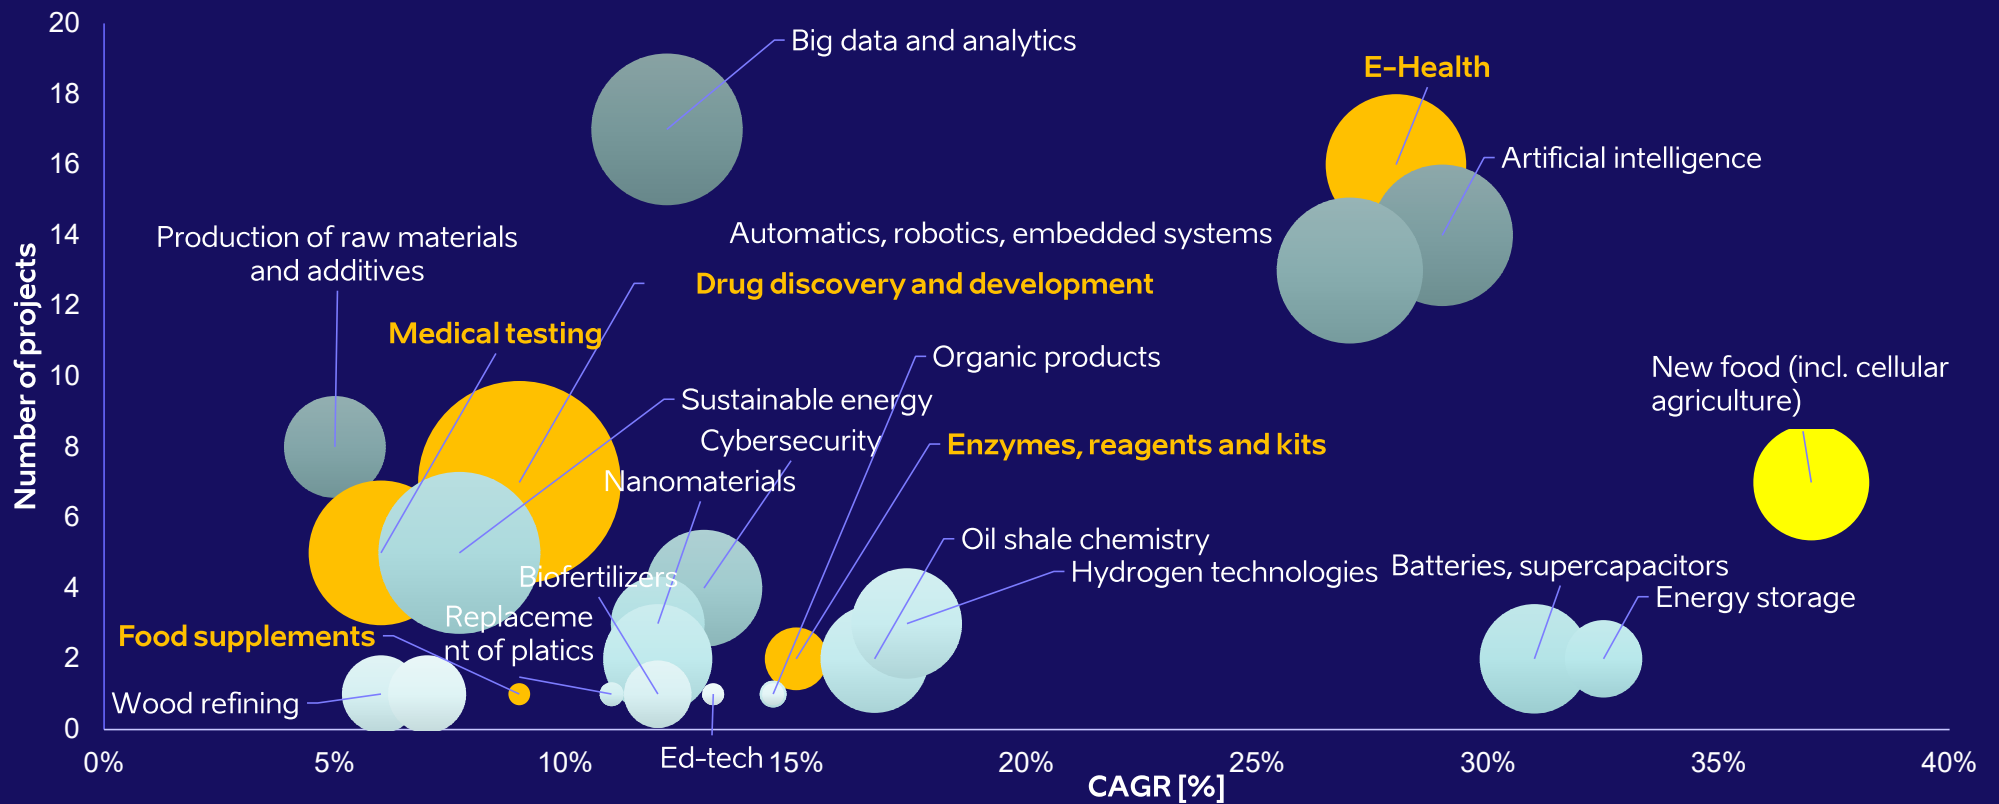 20
18
16
14
12
10
8
6
4
2
0
Number of projects
Big data and analytics
E-Health
Artificial intelligence
Production of raw materials
and additives
Automatics, robotics, embedded systems
Drug discovery and development
Medical testing
Organic products
New food (incl. cellular
agriculture)
Sustainable energy
Cybersecurity
Enzymes, reagents and kits
Nanomaterials
Oil shale chemistry
Hydrogen technologies
Batteries, supercapacitors
Energy storage
Biofertilizers
Replaceme
nt of platics
Food supplements
Wood refining
Ed-tech
0%
5%
10%
15%
20%
25%
30%
35%
40%
CAGR [%]